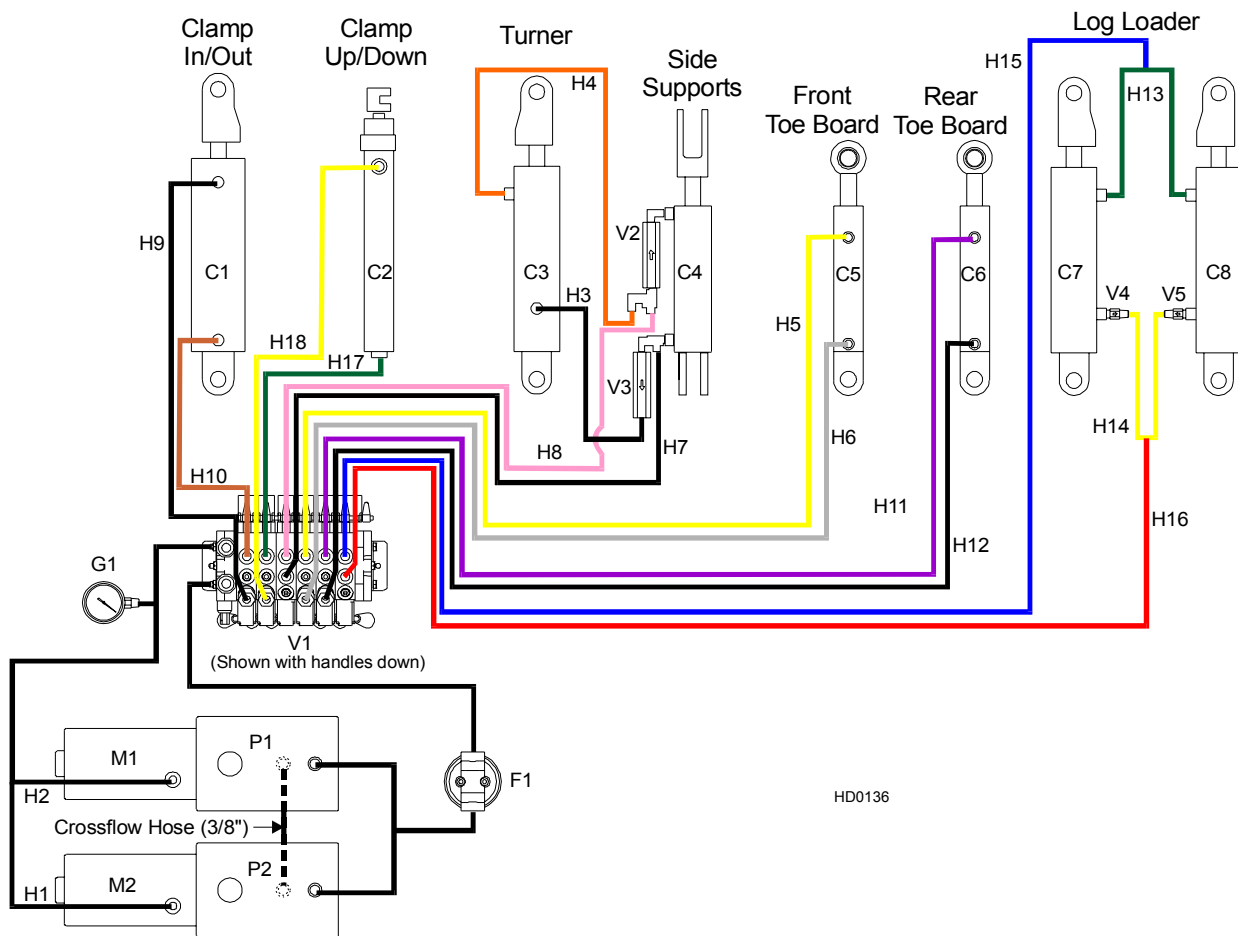 Clamp
In/Out
Clamp
Up/Down
Turner
Side
Supports
Front
Toe Board
Rear
Toe Board
Log Loader
H15
H4
H13
H9
V2
C1
C2
C3
C4
C5
C6
C7
C8
H3
H5
V4
V5
H18
H17
V3
H10
H8
H7
H6
H14
H11
H12
H16
G1
V1
(Shown with handles down)
M1
P1
H2
F1
HD0136
Crossflow Hose (3/8")
M2
P2
H1